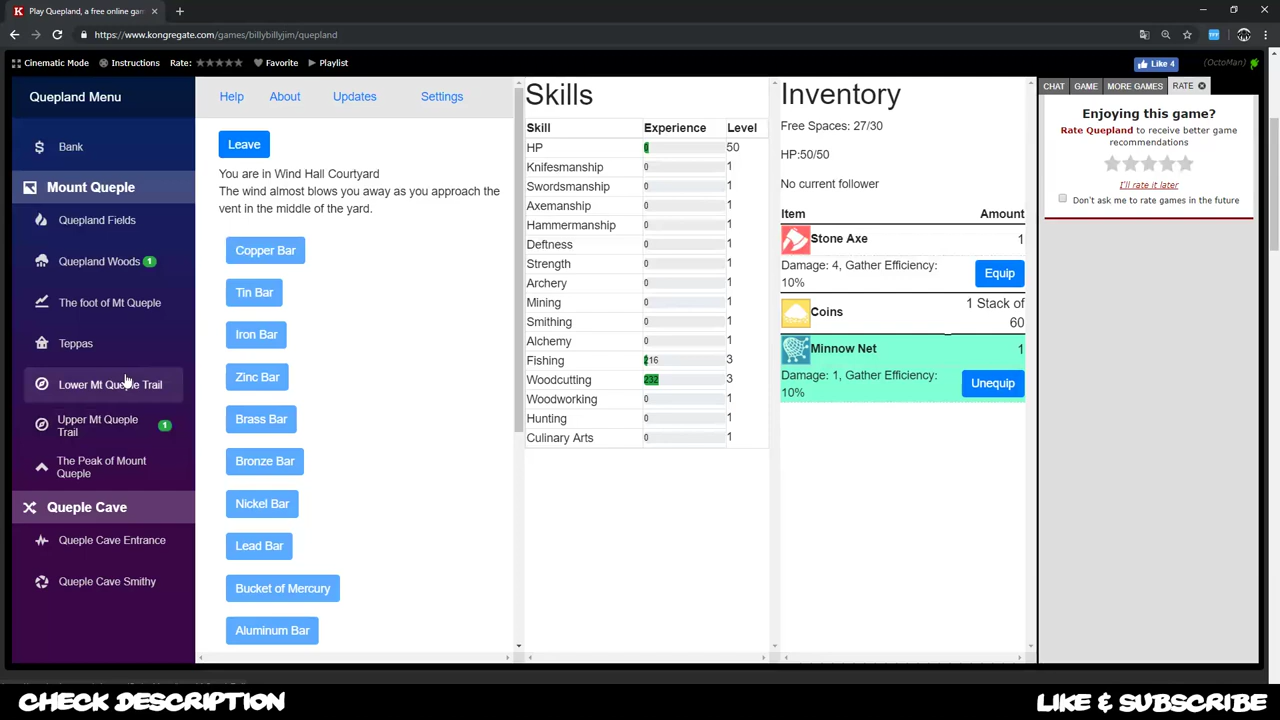 Play Quepland, a free online gam
https://www.kongregate.com/games/billybillyjim/quepland
Cinematic Mode
Instructions
Rate:
Favorite
Playlist
Like 4
(OctoMan)
Quepland Menu
Bank
Mount Queple
Quepland Fields
Quepland Woods 1
The foot of Mt Queple
Teppas
Lower Mt Queple Trail
Upper Mt Queple
Trail
1
The Peak of Mount
Queple
Queple Cave
Queple Cave Entrance
Queple Cave Smithy
Help
About
Updates
Settings
Leave
You are in Wind Hall Courtyard
The wind almost blows you away as you approach the
vent in the middle of the yard.
Copper Bar
Tin Bar
Iron Bar
Zinc Bar
Brass Bar
Bronze Bar
Nickel Bar
Lead Bar
Bucket of Mercury
Aluminum Bar
Skills
Skill Experience Level
HP 0 50
Knifesmanship 0 1
Swordsmanship 0 1
Axemanship 0 1
Hammermanship 0 1
Deftness 0 1
Strength 0 1
Archery 0 1
Mining 0 1
Smithing 0 1
Alchemy 0 1
Fishing 216 3
Woodcutting 232 3
Woodworking 0 1
Hunting 0 1
Culinary Arts 0 1
Inventory
Free Spaces: 27/30
HP:50/50
No current follower
Item Amount
Stone Axe 1
Damage: 4, Gather Efficiency:
10%
Equip
Coins
1 Stack of
60
Minnow Net 1
Damage: 1, Gather Efficiency:
10%
Unequip
CHAT
GAME
MORE GAMES
RATE
Enjoying this game?
Rate Quepland to receive better game
recommendations
I'll rate it later
Don't ask me to rate games in the future
CHECK DESCRIPTION
LIKE & SUBSCRIBE